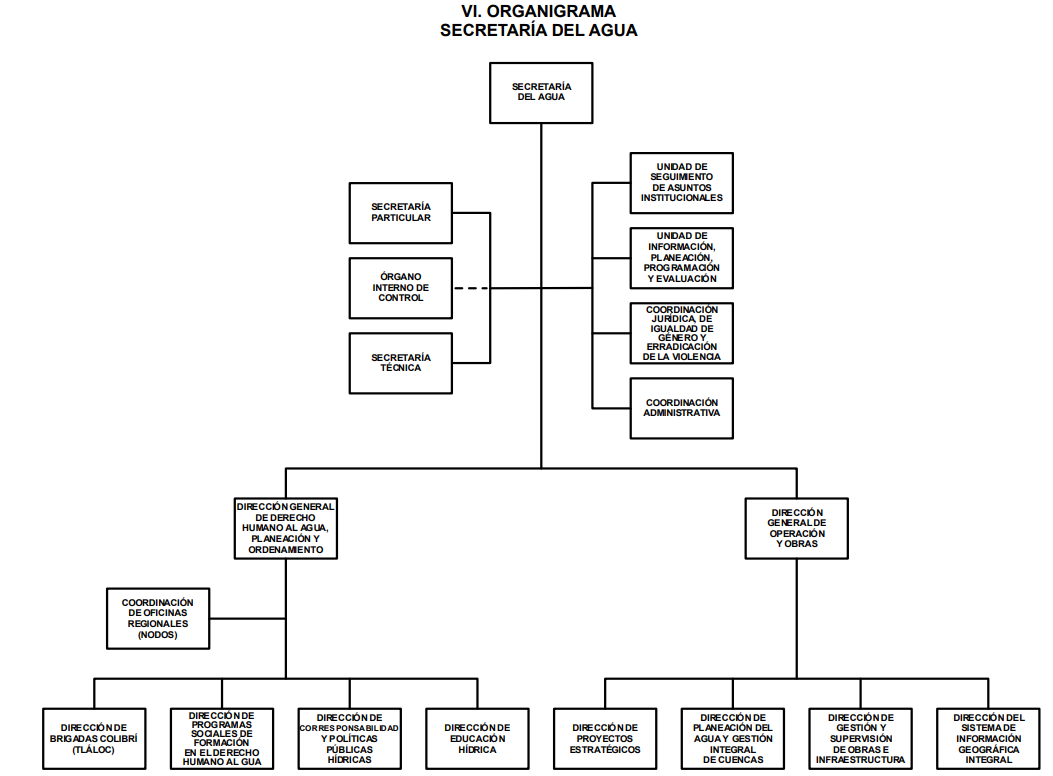 VI. ORGANIGRAMA
SECRETARÍA DEL AGUA
SECRETARÍA
DEL AGUA
SECRETARÍA
PARTICULAR
ÓRGANO
INTERNO DE
CONTROL
SECRETARÍA
TÉCNICA
UNIDAD DE
SEGUIMIENTO
DE ASUNTOS
INSTITUCIONALES
UNIDAD DE
INFORMACIÓN,
PLANEACIÓN,
PROGRAMACIÓN
Y EVALUACIÓN
COORDINACIÓN
JURÍDICA, DE
IGUALDAD DE
GÉNERO Y
ERRADICACIÓN
DE LA VIOLENCIA
COORDINACIÓN
ADMINISTRATIVA
DIRECCIÓN GENERAL
DE DERECHO
HUMANO AL AGUA,
PLANEACIÓN Y
ORDENAMIENTO
DIRECCIÓN
GENERAL DE
OPERACIÓN
Y OBRAS
COORDINACIÓN
DE OFICINAS
REGIONALES
(NODOS)
DIRECCIÓN DE
BRIGADAS COLIBRÍ
(TLÁLOC)
DIRECCIÓN DE
PROGRAMAS
SOCIALES DE
FORMACIÓN
EN EL DERECHO
HUMANO AL GUA
DIRECCIÓN DE
CORRESPONSABILIDAD
Y POLÍTICAS
PÚBLICAS
HÍDRICAS
DIRECCIÓN DE
EDUCACIÓN
HÍDRICA
DIRECCIÓN DE
PROYECTOS
ESTRATÉGICOS
DIRECCIÓN DE
PLANEACIÓN DEL
AGUA Y GESTIÓN
INTEGRAL
DE CUENCAS
DIRECCIÓN DE
GESTIÓN Y
SUPERVISIÓN
DE OBRAS E
INFRAESTRUCTURA
DIRECCIÓN DEL
SISTEMA DE
INFORMACIÓN
GEOGRÁFICA
INTEGRAL